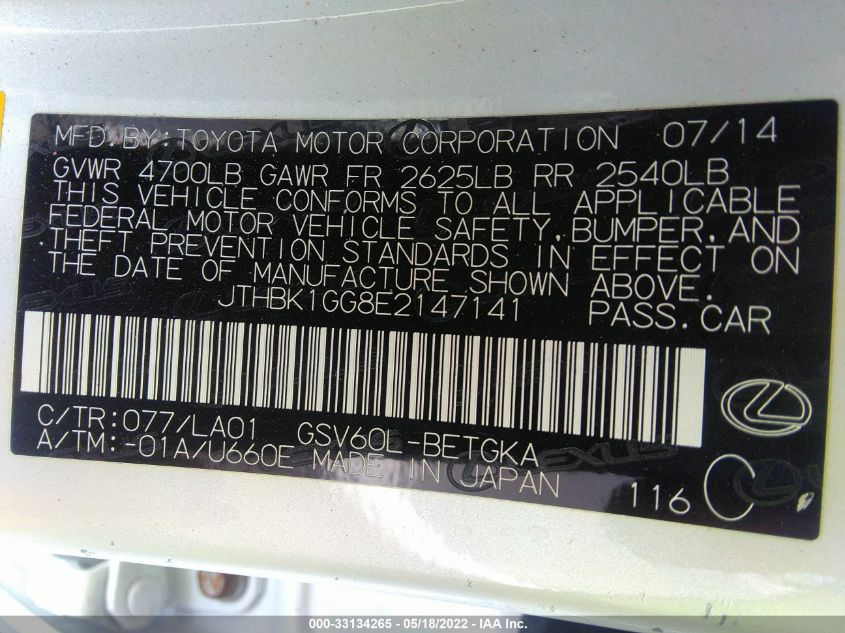 MFD.BY:TOYOTA MOTOR CORPORATION 07/14
GVWR 4700LB GAWR FR 2625LB RR 2540LB
THIS VEHICLE CONFORMS TO ALL APPLICABLE
FEDERAL MOTOR VEHICLE SAFETY,BUMPER,AND
THEFT PREVENTION STANDARDS IN EFFECT ON
THE DATE OF MANUFACTURE SHOWN ABOVE.
JTHBK1GG8E2147141 PASS.CAR
C/TR:077/LA01 GSV60L-BETGKA
A/TM:-01A/U660E MADE IN JAPAN
116 C
000-33134265 - 05/18/2022 - IAA Inc.